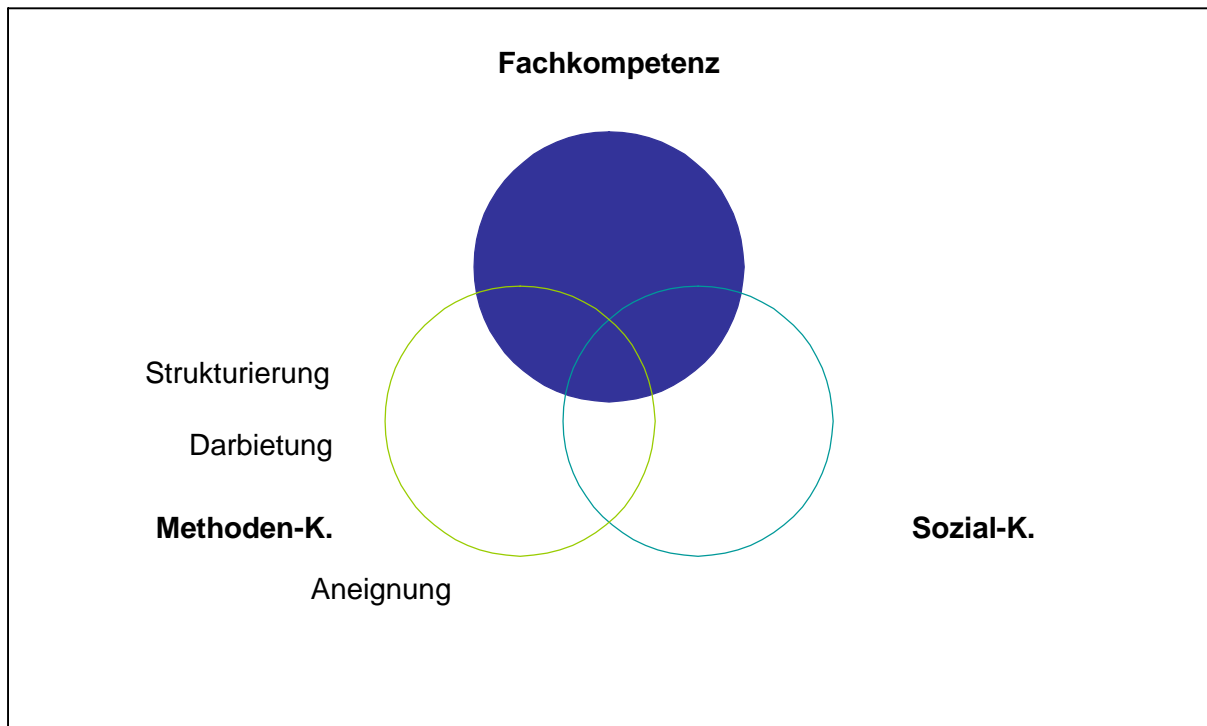 Fachkompetenz
Strukturierung
Darbietung
Methoden-K.
Sozial-K.
Aneignung